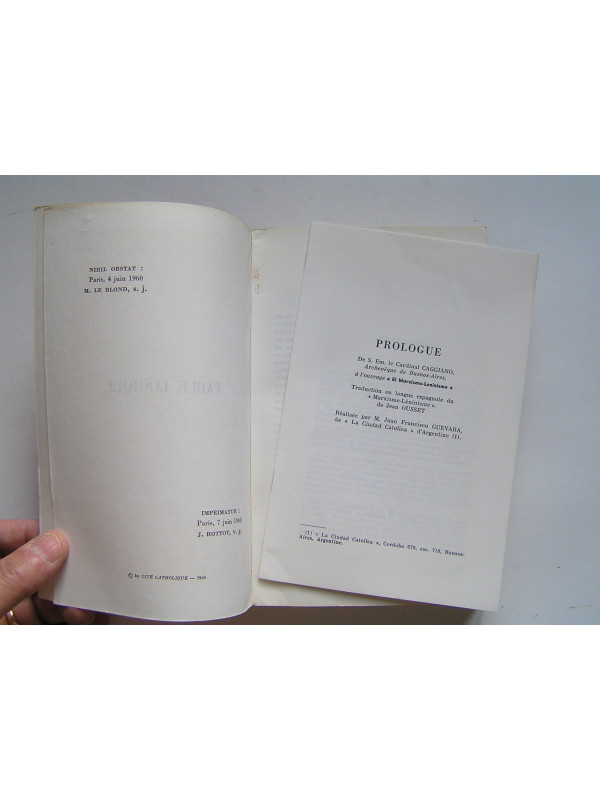 NIHIL OBSTAT :
Paris, 4 juin 1960
M. LE BLOND, s. j.
IMPRIMATUR :
Paris, 7 juin 1960
J. HOTTOT, v. g.
© by CITÉ CATHOLIQUE — 1960
PROLOGUE
De S. Em. le Cardinal CAGGIANO,
Archevêque de Buenos-Aires,
à l'ouvrage « El Marxismo-Leninismo »
Traduction en langue espagnole du
« Marxisme-Léninisme »,
de Jean OUSSET
Réalisée par M. Juan Francisco GUEVARA,
de « La Ciudad Catolica » d'Argentine (1).
(1) « La Ciudad Catolica », Cordoba 679, esc. 710, Buenos-
Aires, Argentine.